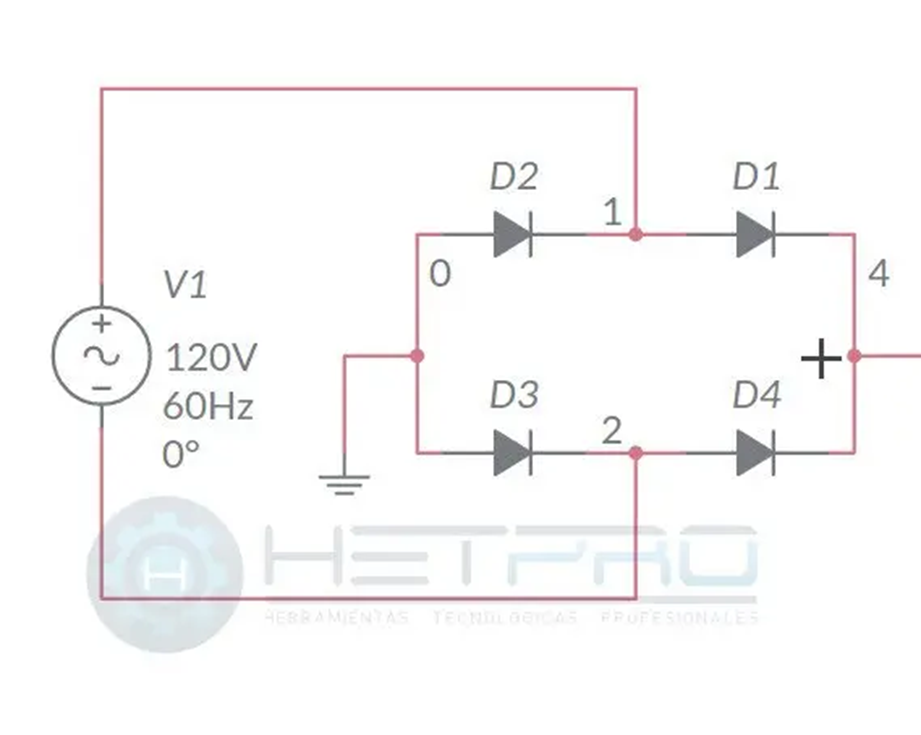 D2
D1
1
0
4
V1
+
120V
60Hz
0°
−
+
D3
D4
2
H
HETPRO
HERRAMIENTAS TECNOLOGICAS PROFESIONALES